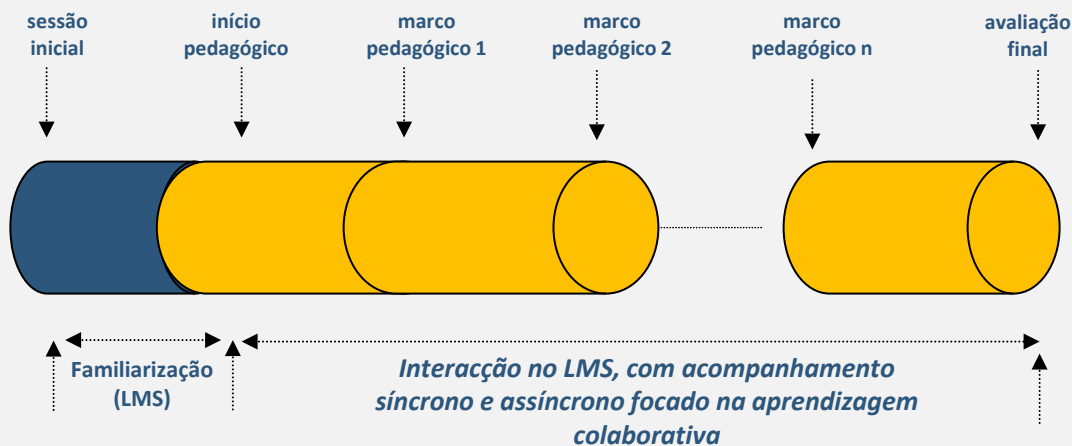 sessão
inicial
início
pedagógico
marco
pedagógico 1
marco
pedagógico 2
marco
pedagógico n
avaliação
final
Familiarização
(LMS)
Interacção no LMS, com acompanhamento
síncrono e assíncrono focado na aprendizagem
colaborativa